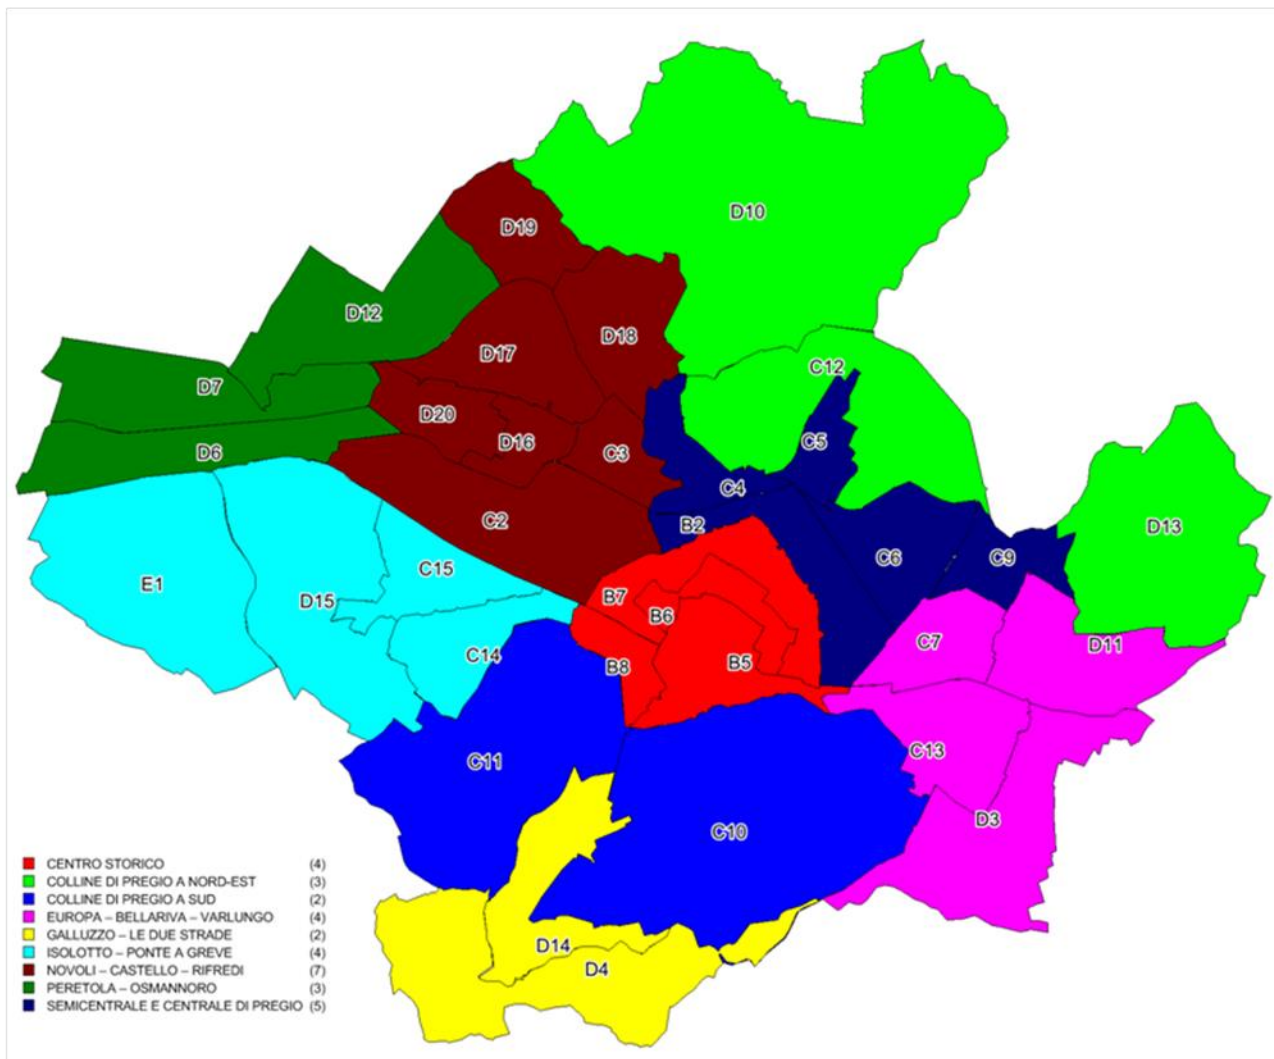 D10
D19
D12
D18
D17
C12
D7
D20
D16
C5
D6
C3
C4
C2
B2
D13
C6
C9
C15
E1
D15
B7
B6
C7
D11
C14
B8
B5
C13
C11
C10
D3
D14
D4
CENTRO STORICO (4)
COLLINE DI PREGIO A NORD-EST (3)
COLLINE DI PREGIO A SUD (2)
EUROPA – BELLARIVA – VARLUNGO (4)
GALLUZZO – LE DUE STRADE (2)
ISOLOTTO – PONTE A GREVE (4)
NOVOLI – CASTELLO – RIFREDI (7)
PERETOLA – OSMANNORO (3)
SEMICENTRALE E CENTRALE DI PREGIO (5)